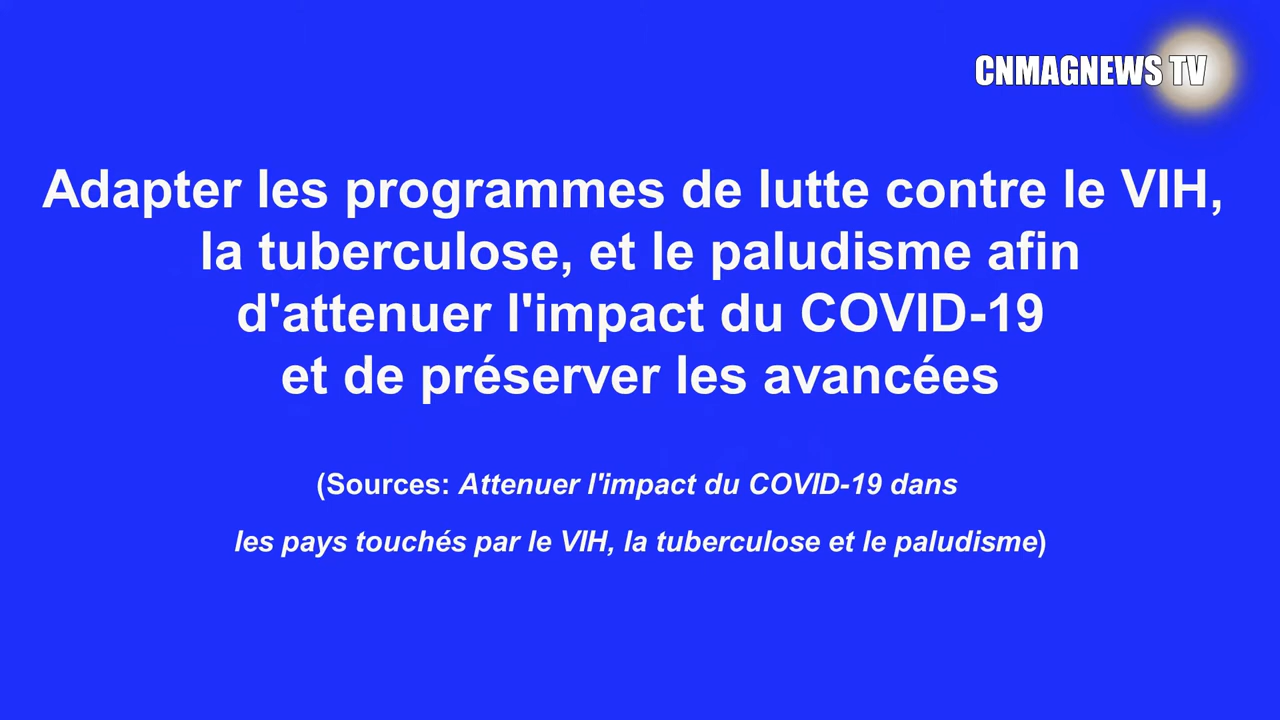 CNMAGNEWS TV
Adapter les programmes de lutte contre le VIH,
la tuberculose, et le paludisme afin
d'attenuer l'impact du COVID-19
et de préserver les avancées
(Sources: Attenuer l'impact du COVID-19 dans
les pays touchés par le VIH, la tuberculose et le paludisme)